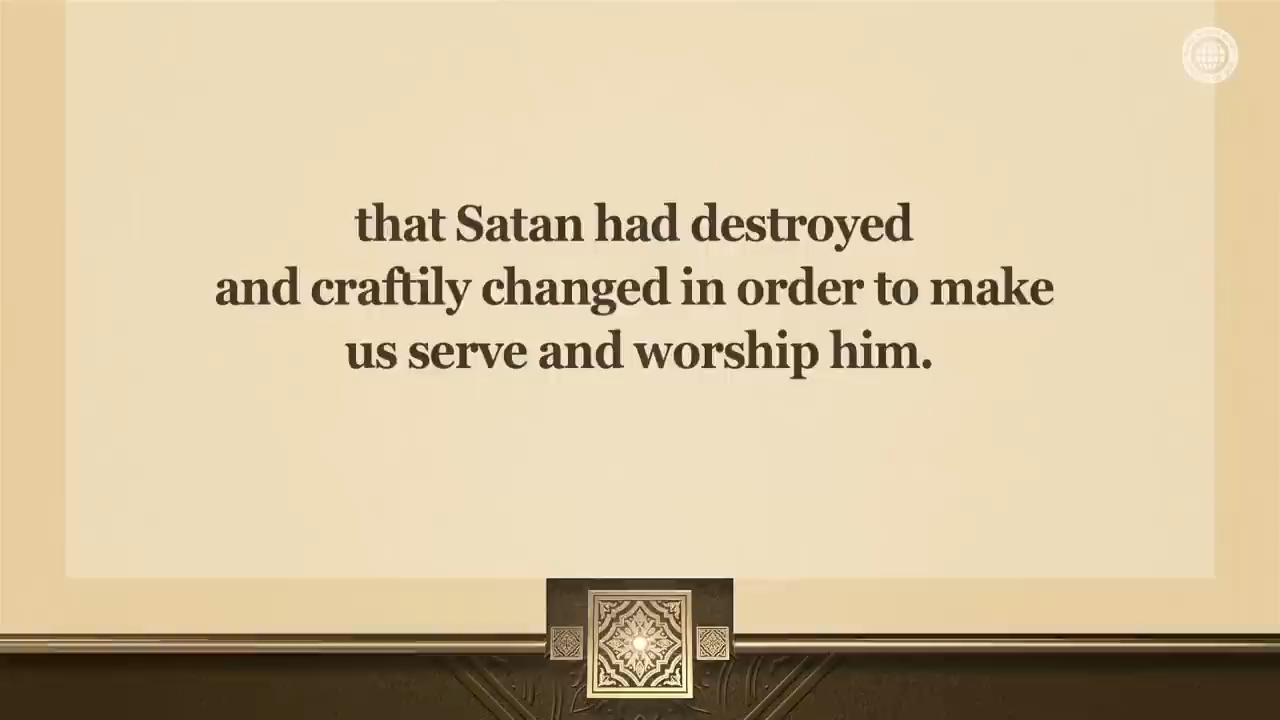 that Satan had destroyed
and craftily changed in order to make
us serve and worship him.